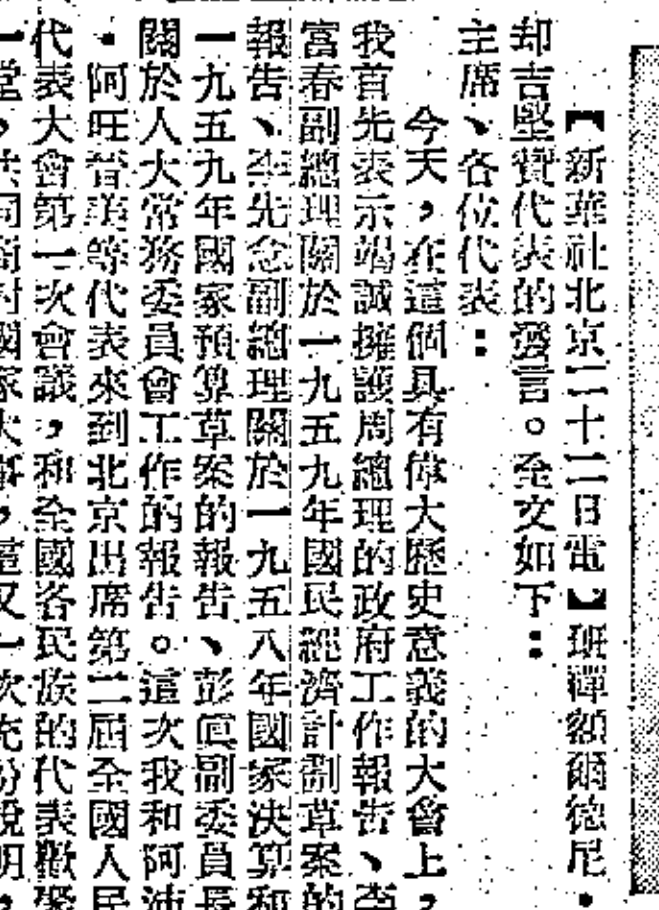 【新華社北京二十二日電】班禪額爾德尼・
却吉堅贊代表的發言。全文如下：
主席、各位代表：
今天，在這個具有偉大歷史意義的大會上，
我首先表示竭誠擁護周總理的政府工作報告、李
富春副總理關於一九五九年國民經濟計劃草案的
報告、李先念副總理關於一九五八年國家決算和
一九五九年國家預算草案的報告、彭眞副委員長
關於人大常務委員會工作的報告。這次我和阿沛
・阿旺晉美等代表來到北京出席第二屆全國人民
代表大會第一次會議，和全國各民族的代表歡聚
一堂，共同商討國家大事，這又一次充份說明，